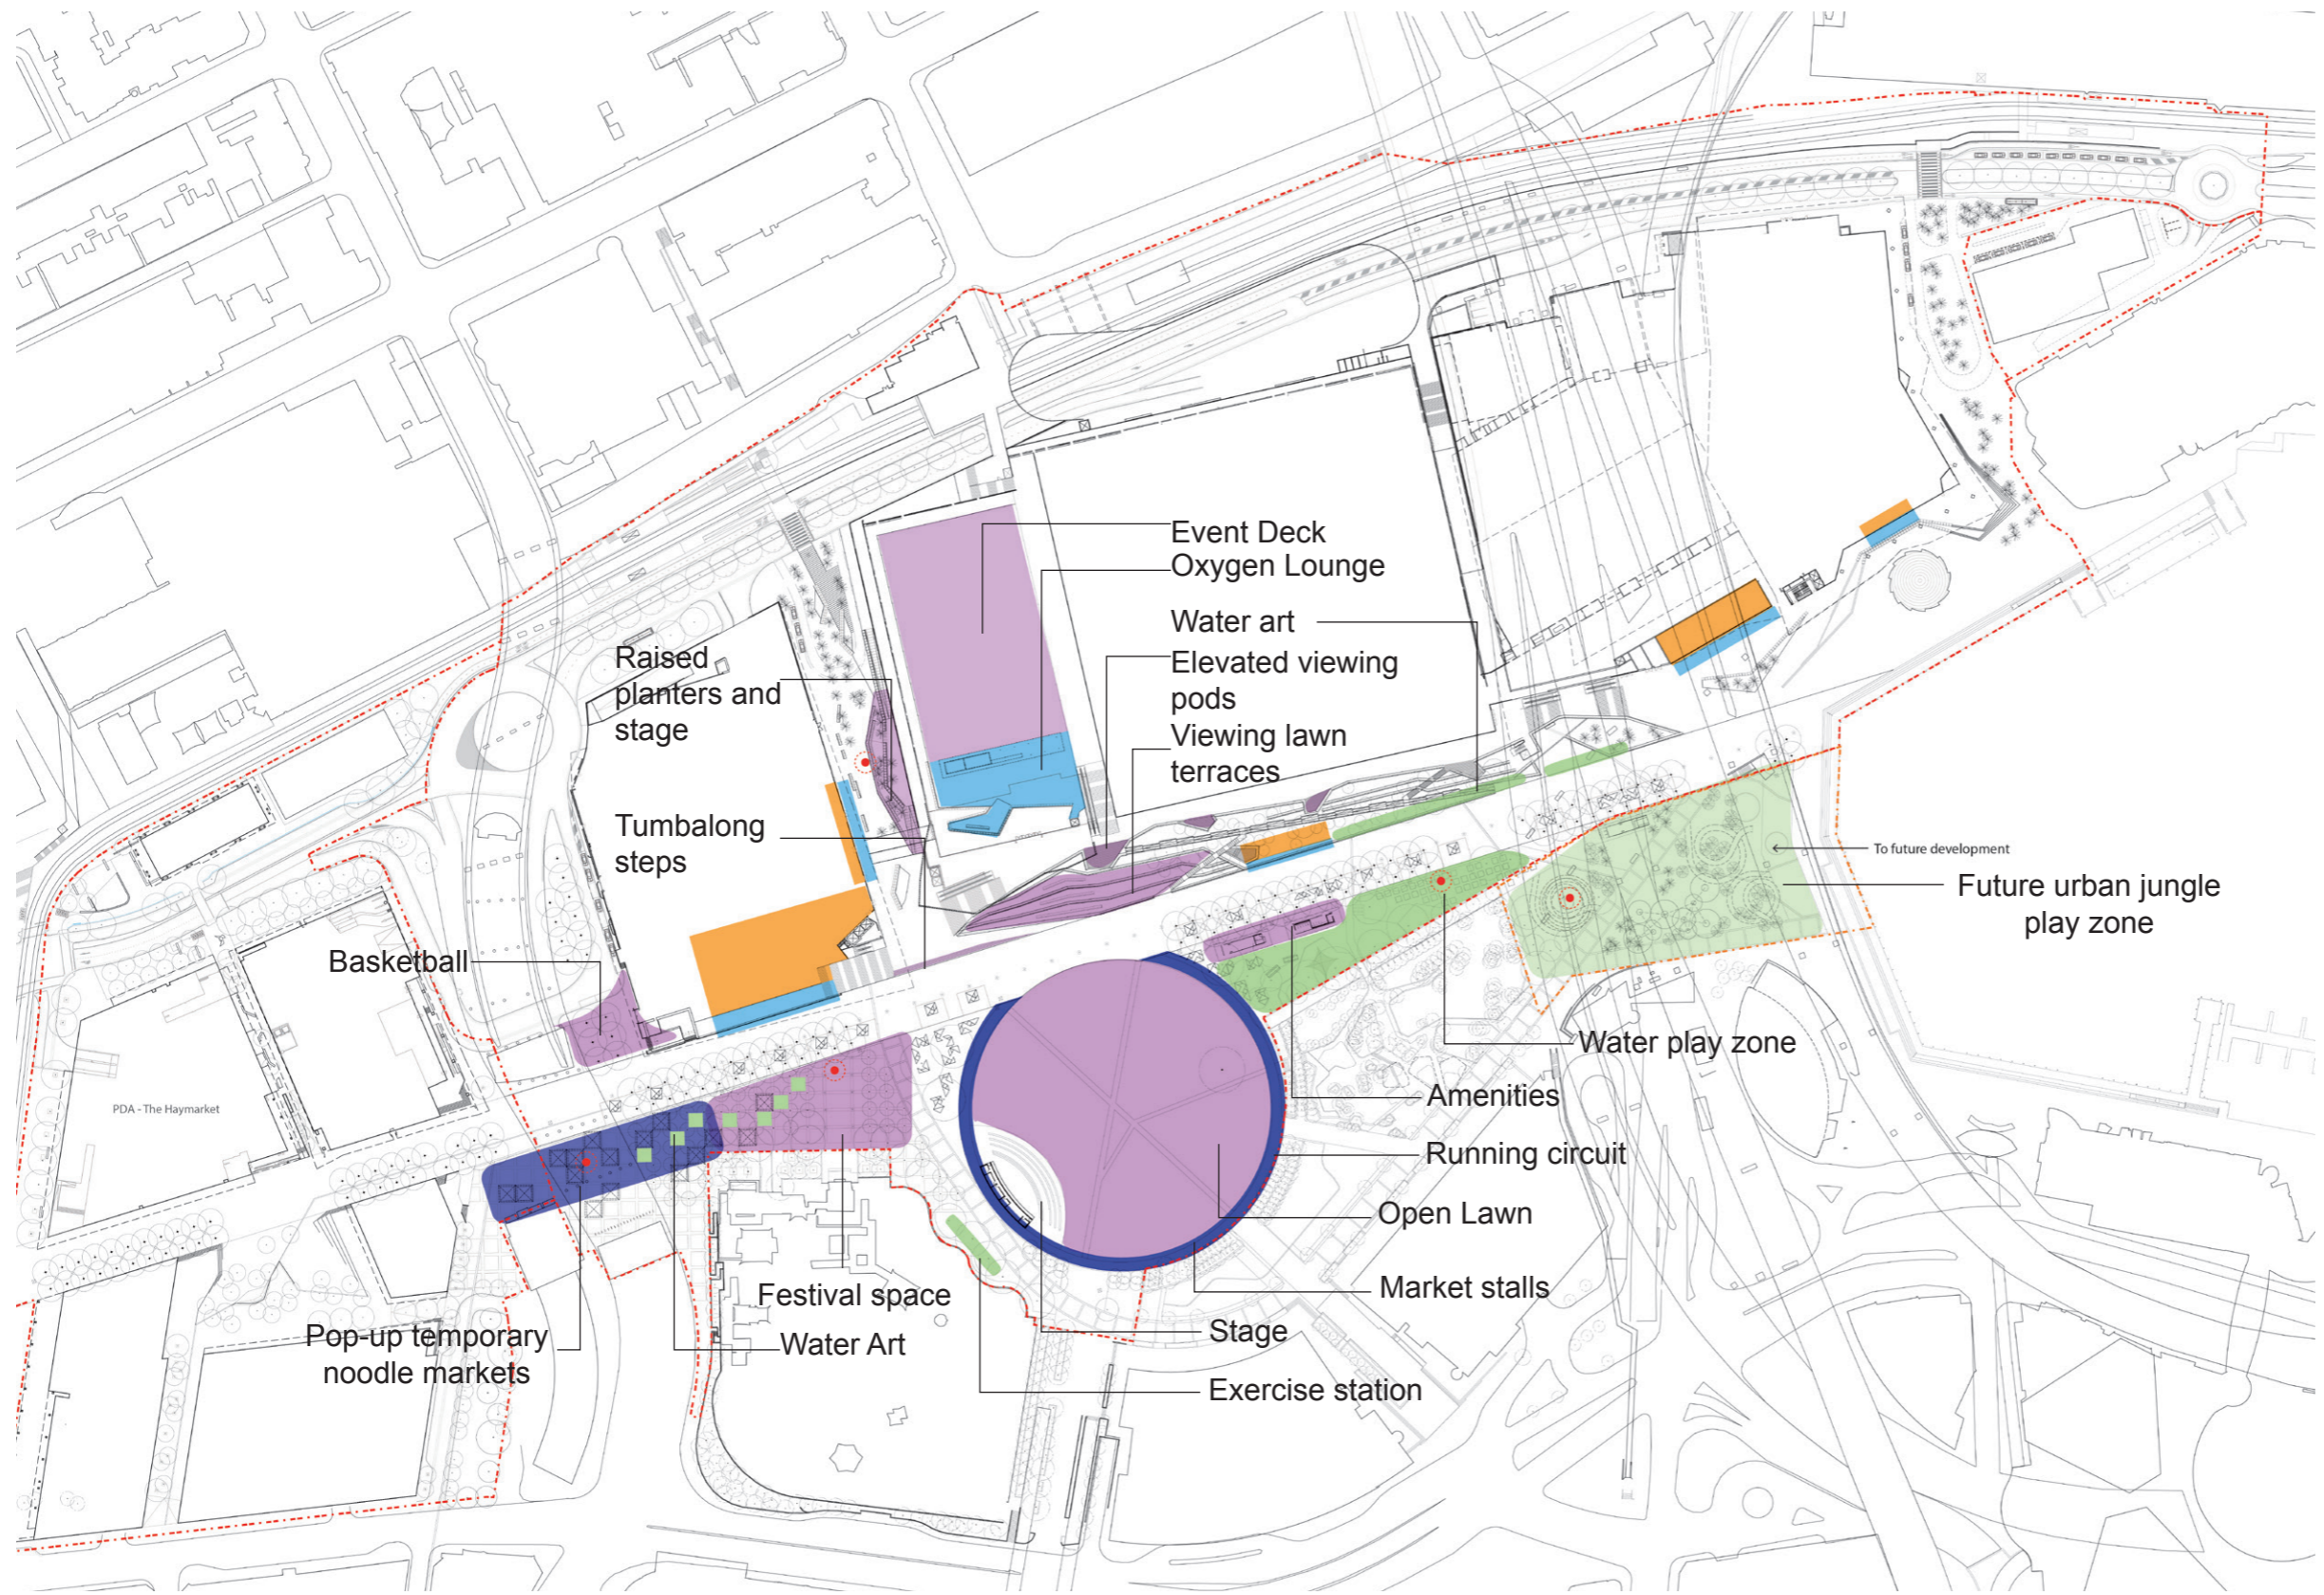 Event Deck
Oxygen Lounge
Water art
Elevated viewing
pods
Viewing lawn
terraces
Raised
planters and
stage
Tumbalong
steps
To future development
Future urban jungle
play zone
Basketball
Water play zone
PDA - The Haymarket
Amenities
Running circuit
Open Lawn
Market stalls
Festival space
Stage
Pop-up temporary
noodle markets
Water Art
Exercise station